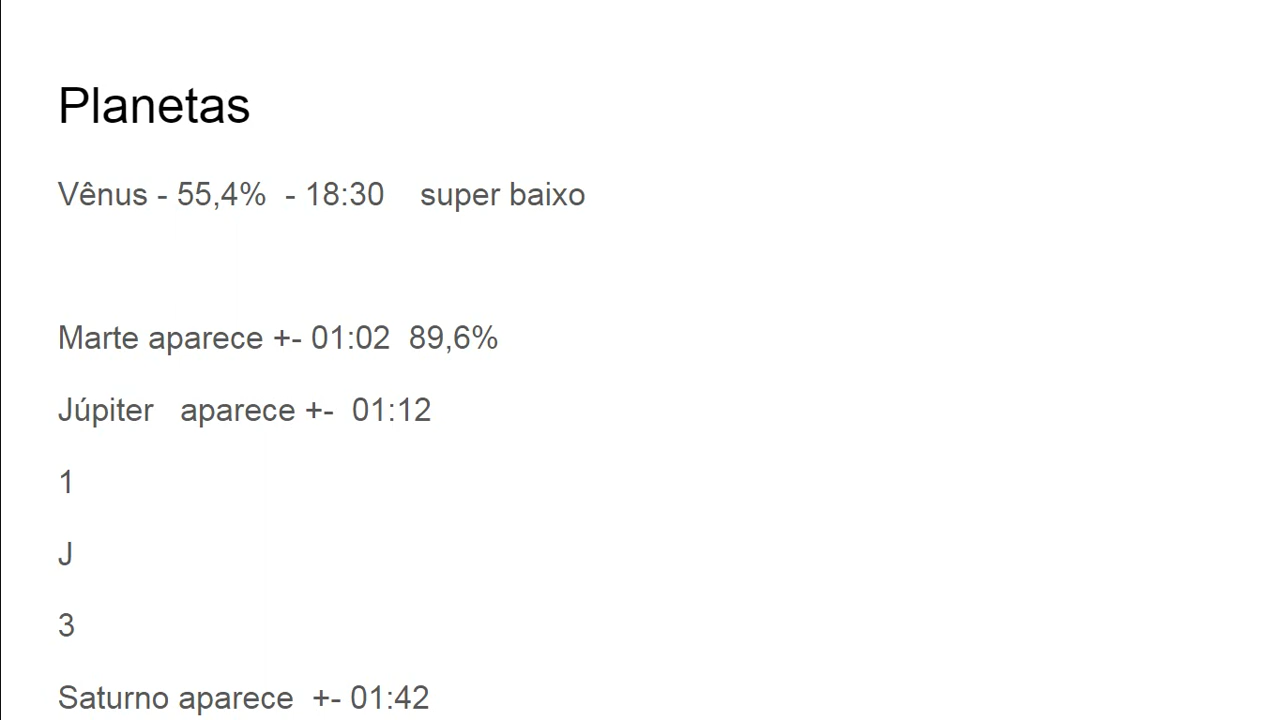 Planetas
Vênus - 55,4%  - 18:30    super baixo
Marte aparece +- 01:02  89,6%
Júpiter   aparece +-  01:12
1
J
3
Saturno aparece  +- 01:42